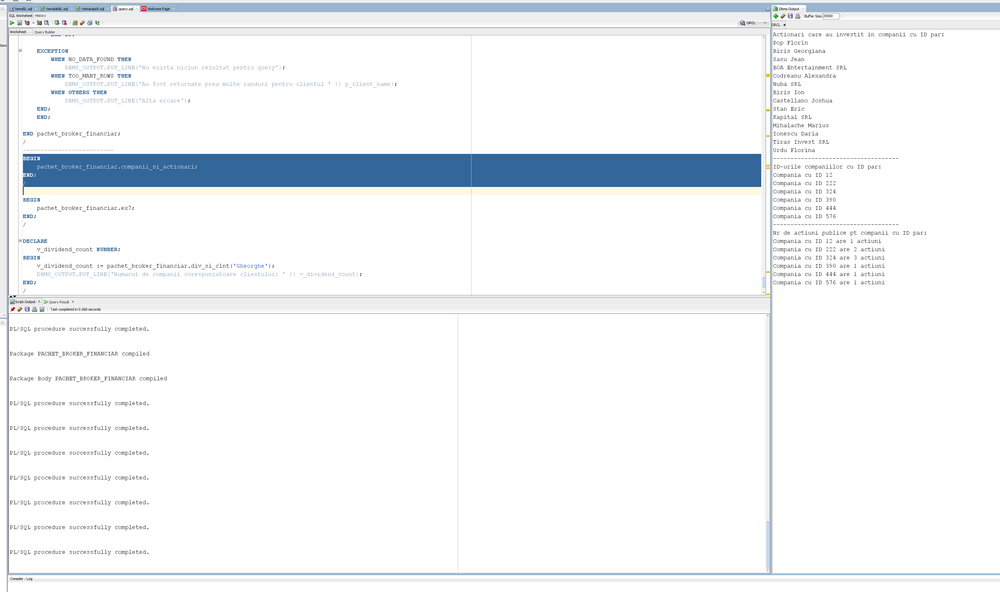 tema5L.sql temalab8L.sql temasapt8.sql query.sql Welcome Page
SQL Worksheet History
ORCL
Worksheet Query Builder
EXCEPTION
WHEN NO_DATA_FOUND THEN
DBMS_OUTPUT.PUT_LINE('Nu exista niciun rezultat pentru query');
WHEN TOO_MANY_ROWS THEN
DBMS_OUTPUT.PUT_LINE('Au fost returnate prea multe randuri pentru clientul ' || p_client_name);
WHEN OTHERS THEN
DBMS_OUTPUT.PUT_LINE('Alta eroare');
END;
END;
END pachet_broker_financiar;
/
--------------------------
BEGIN
pachet_broker_financiar.companii_si_actionari;
END;
/
BEGIN
pachet_broker_financiar.ex7;
END;
/
DECLARE
v_dividend_count NUMBER;
BEGIN
v_dividend_count := pachet_broker_financiar.div_si_clnt('Gheorghe');
DBMS_OUTPUT.PUT_LINE('Numarul de companii corespunzatoare clientului: ' || v_dividend_count);
END;
/
Script Output Query Result
Task completed in 0.068 seconds
PL/SQL procedure successfully completed.
Package PACHET_BROKER_FINANCIAR compiled
Package Body PACHET_BROKER_FINANCIAR compiled
PL/SQL procedure successfully completed.
PL/SQL procedure successfully completed.
PL/SQL procedure successfully completed.
PL/SQL procedure successfully completed.
PL/SQL procedure successfully completed.
PL/SQL procedure successfully completed.
PL/SQL procedure successfully completed.
Compiler - Log
Dbms Output
Buffer Size: 20000
ORCL
Actionari care au investit in companii cu ID par:
Pop Florin
Biris Georgiana
Sasu Jean
BOA Entertainment SRL
Codreanu Alexandra
Nuba SRL
Biris Ion
Castellano Joshua
Stan Eric
Kapital SRL
Mihalache Marius
Ionescu Daria
Tiras Invest SRL
Urdu Florina
------------------------------------
ID-urile companiilor cu ID par:
Compania cu ID 12
Compania cu ID 222
Compania cu ID 324
Compania cu ID 390
Compania cu ID 444
Compania cu ID 576
------------------------------------
Nr de actiuni publice pt companii cu ID par:
Compania cu ID 12 are 1 actiuni
Compania cu ID 222 are 2 actiuni
Compania cu ID 324 are 3 actiuni
Compania cu ID 390 are 1 actiuni
Compania cu ID 444 are 1 actiuni
Compania cu ID 576 are 1 actiuni